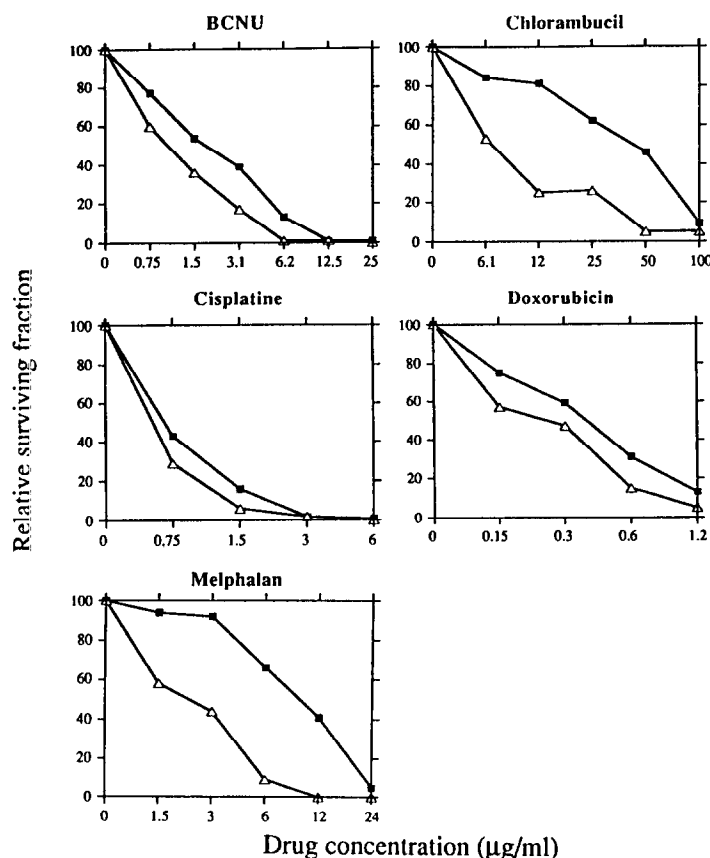 BCNU
100
80
60
40
20
0
0 0.75 1.5 3.1 6.2 12.5 25
Chlorambucil
100
80
60
40
20
0
0 6.1 12 25 50 100
Cisplatine
100
80
60
40
20
0
0 0.75 1.5 3 6
Doxorubicin
100
80
60
40
20
0
0 0.15 0.3 0.6 1.2
Melphalan
100
80
60
40
20
0
0 1.5 3 6 12 24
Relative surviving fraction
Drug concentration (μg/ml)